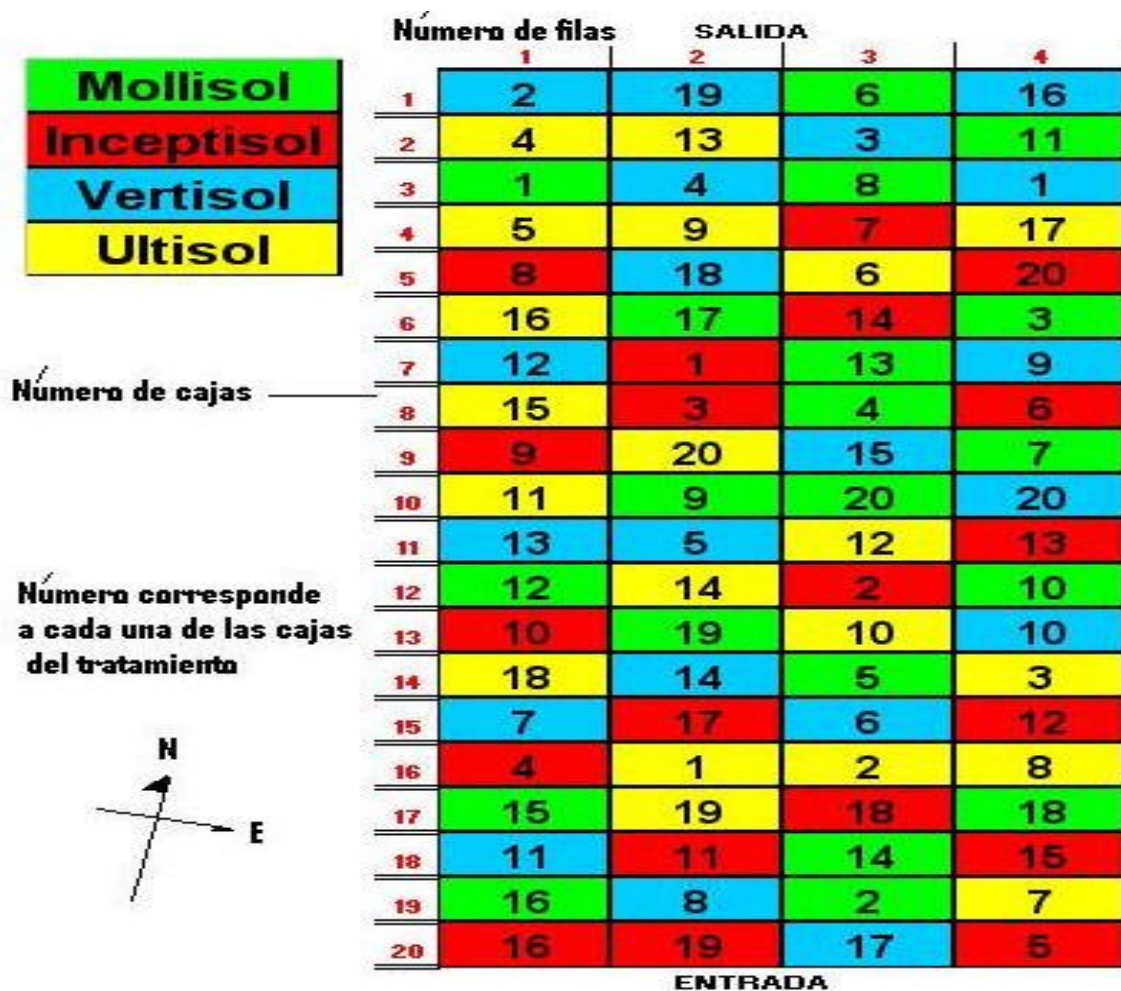 Número de filas SALIDA
1 2 3 4
Mollisol
Inceptisol
Vertisol
Ultisol
1 2 19 6 16
2 4 13 3 11
3 1 4 8 1
4 5 9 7 17
5 8 18 6 20
6 16 17 14 3
7 12 1 13 9
Número de cajas
8 15 3 4 6
9 9 20 15 7
10 11 9 20 20
11 13 5 12 13
Número corresponde
a cada una de las cajas
del tratamiento
12 12 14 2 10
13 10 19 10 10
14 18 14 5 3
15 7 17 6 12
N
E
16 4 1 2 8
17 15 19 18 18
18 11 11 14 15
19 16 8 2 7
20 16 19 17 5
ENTRADA